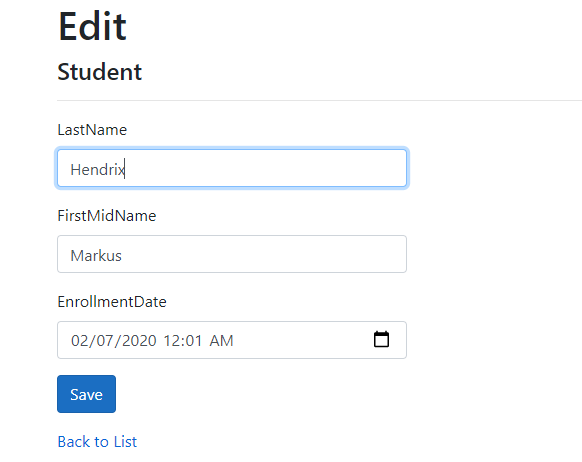 Edit
Student
LastName
Hendrix
FirstMidName
Markus
EnrollmentDate
02/07/2020 12:01 AM
Save
Back to List